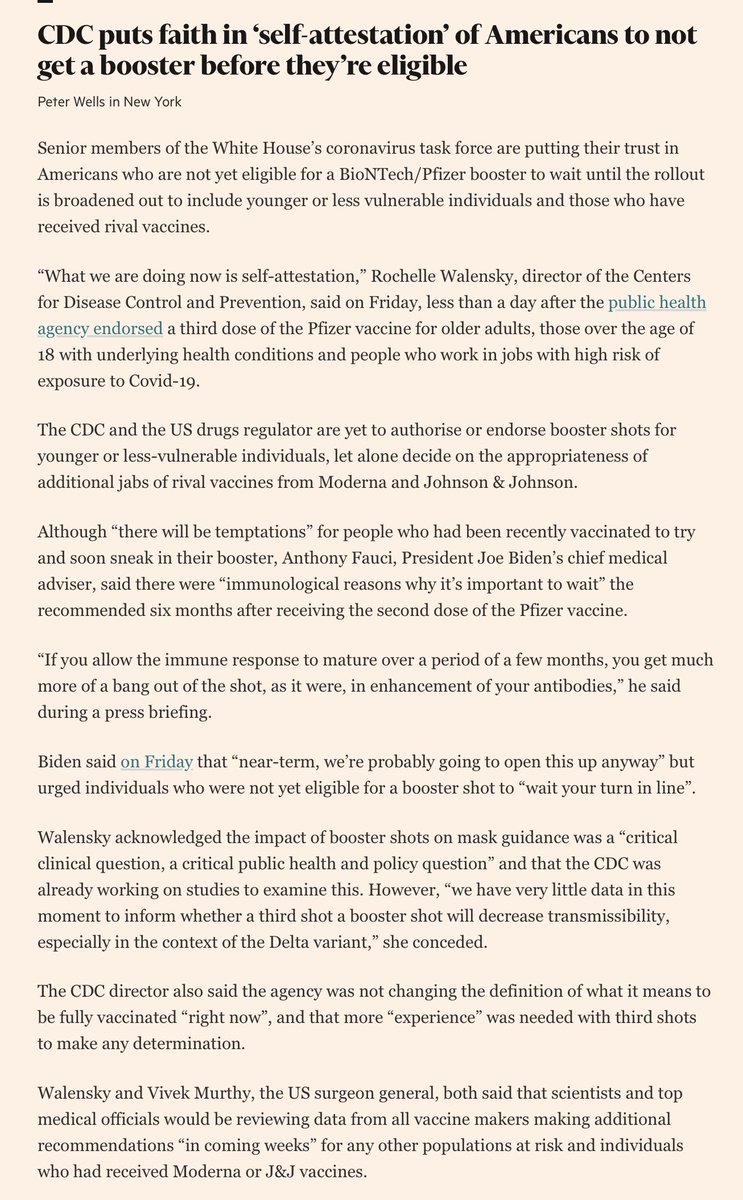 CDC puts faith in ‘self-attestation’ of Americans to not
get a booster before they’re eligible
Peter Wells in New York
Senior members of the White House’s coronavirus task force are putting their trust in
Americans who are not yet eligible for a BioNTech/Pfizer booster to wait until the rollout
is broadened out to include younger or less vulnerable individuals and those who have
received rival vaccines.
“What we are doing now is self-attestation,” Rochelle Walensky, director of the Centers
for Disease Control and Prevention, said on Friday, less than a day after the public health
agency endorsed a third dose of the Pfizer vaccine for older adults, those over the age of
18 with underlying health conditions and people who work in jobs with high risk of
exposure to Covid-19.
The CDC and the US drugs regulator are yet to authorise or endorse booster shots for
younger or less-vulnerable individuals, let alone decide on the appropriateness of
additional jabs of rival vaccines from Moderna and Johnson & Johnson.
Although “there will be temptations” for people who had been recently vaccinated to try
and soon sneak in their booster, Anthony Fauci, President Joe Biden’s chief medical
adviser, said there were “immunological reasons why it’s important to wait” the
recommended six months after receiving the second dose of the Pfizer vaccine.
“If you allow the immune response to mature over a period of a few months, you get much
more of a bang out of the shot, as it were, in enhancement of your antibodies,” he said
during a press briefing.
Biden said on Friday that “near-term, we’re probably going to open this up anyway” but
urged individuals who were not yet eligible for a booster shot to “wait your turn in line”.
Walensky acknowledged the impact of booster shots on mask guidance was a “critical
clinical question, a critical public health and policy question” and that the CDC was
already working on studies to examine this. However, “we have very little data in this
moment to inform whether a third shot a booster shot will decrease transmissibility,
especially in the context of the Delta variant,” she conceded.
The CDC director also said the agency was not changing the definition of what it means to
be fully vaccinated “right now”, and that more “experience” was needed with third shots
to make any determination.
Walensky and Vivek Murthy, the US surgeon general, both said that scientists and top
medical officials would be reviewing data from all vaccine makers making additional
recommendations “in coming weeks” for any other populations at risk and individuals
who had received Moderna or J&J vaccines.